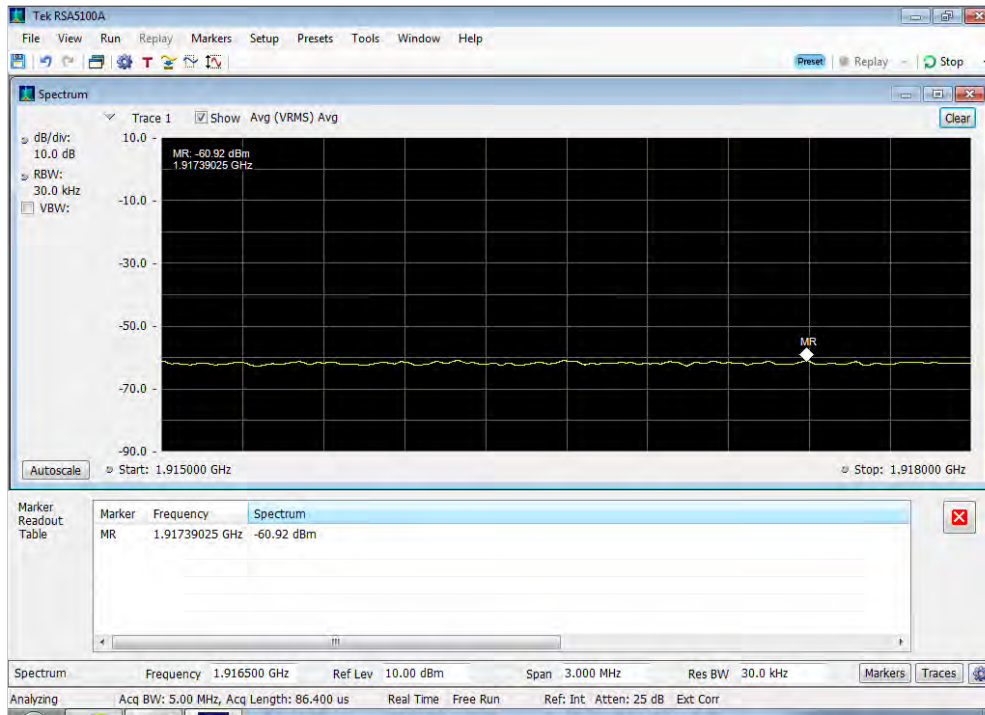 Tek RSA5100A
File View Run Replay Markers Setup Presets Tools Window Help
T Preset Replay Stop
Spectrum
Trace 1 Show Avg (VRMS) Avg Clear
dB/div:
10.0 dB
RBW:
30.0 kHz
VBW:
10.0
MR: -60.92 dBm
1.91739025 GHz
-10.0
-30.0
-50.0
MR
-70.0
-90.0
Autoscale Start: 1.915000 GHz Stop: 1.918000 GHz
Marker Readout Table
Marker Frequency Spectrum
MR 1.91739025 GHz -60.92 dBm
Spectrum Frequency 1.916500 GHz Ref Lev 10.00 dBm Span 3.000 MHz Res BW 30.0 kHz Markers Traces
Analyzing Acq BW: 5.00 MHz, Acq Length: 86.400 us Real Time Free Run Ref: Int Atten: 25 dB Ext Corr